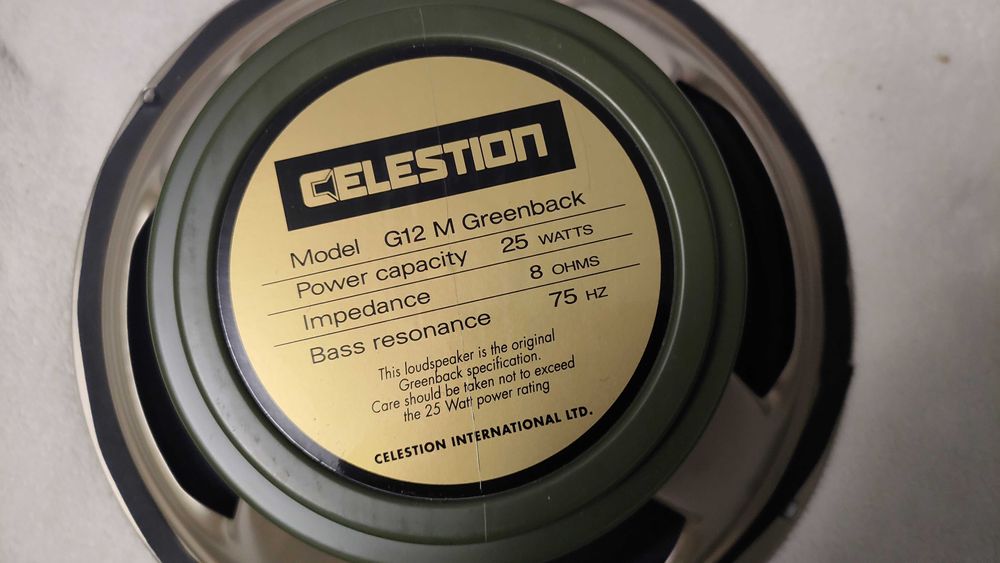 CELESTION
Model G12 M Greenback
Power capacity 25 WATTS
Impedance 8 OHMS
Bass resonance 75 HZ
This loudspeaker is the original
Greenback specification.
Care should be taken not to exceed
the 25 Watt power rating
CELESTION INTERNATIONAL LTD.